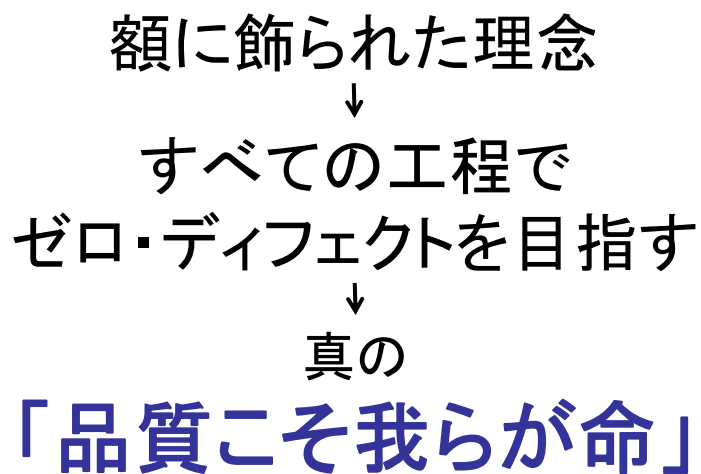 額に飾られた理念
↓
すべての工程で
ゼロ・ディフェクトを目指す
↓
真の
「品質こそ我らが命」